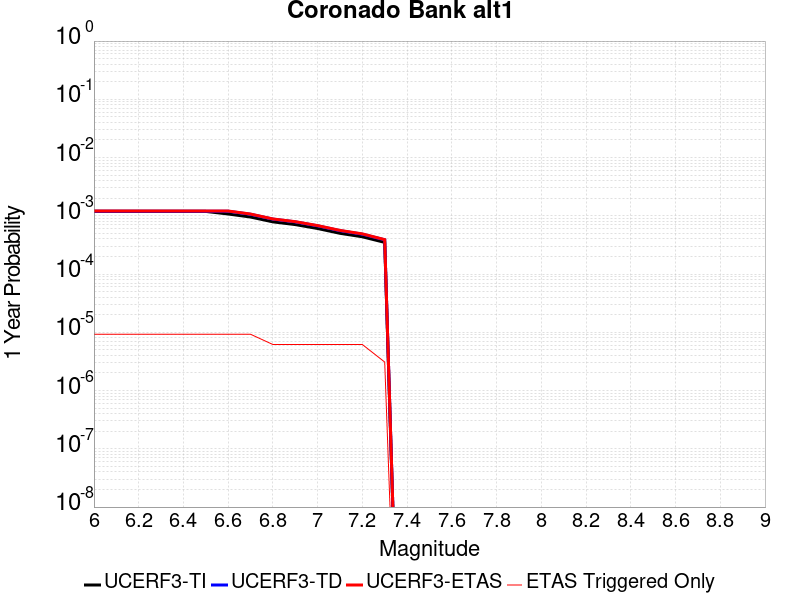 Coronado Bank alt1
10^0
10^-1
10^-2
10^-3
10^-4
10^-5
10^-6
10^-7
10^-8
1 Year Probability
6 6.2 6.4 6.6 6.8 7 7.2 7.4 7.6 7.8 8 8.2 8.4 8.6 8.8 9
Magnitude
UCERF3-TI UCERF3-TD UCERF3-ETAS ETAS Triggered Only